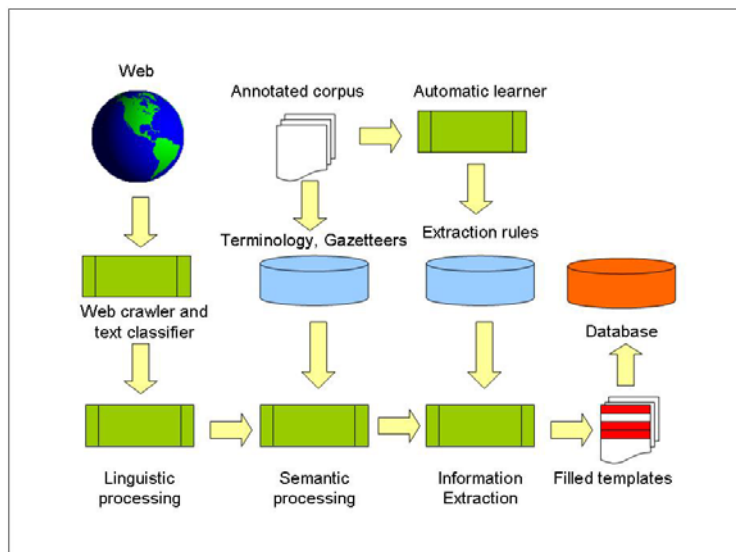 Web
Annotated corpus
Automatic learner
Terminology, Gazetteers
Extraction rules
Web crawler and
text classifier
Database
Linguistic
processing
Semantic
processing
Information
Extraction
Filled templates